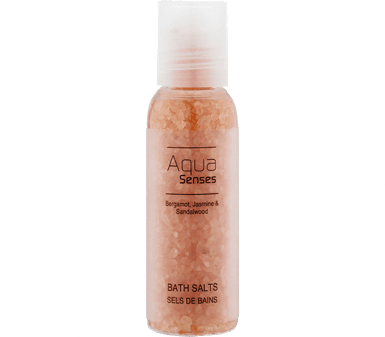 Aqua
Senses
Bergamot, Jasmine &
Sandalwood
BATH SALTS
SELS DE BAINS